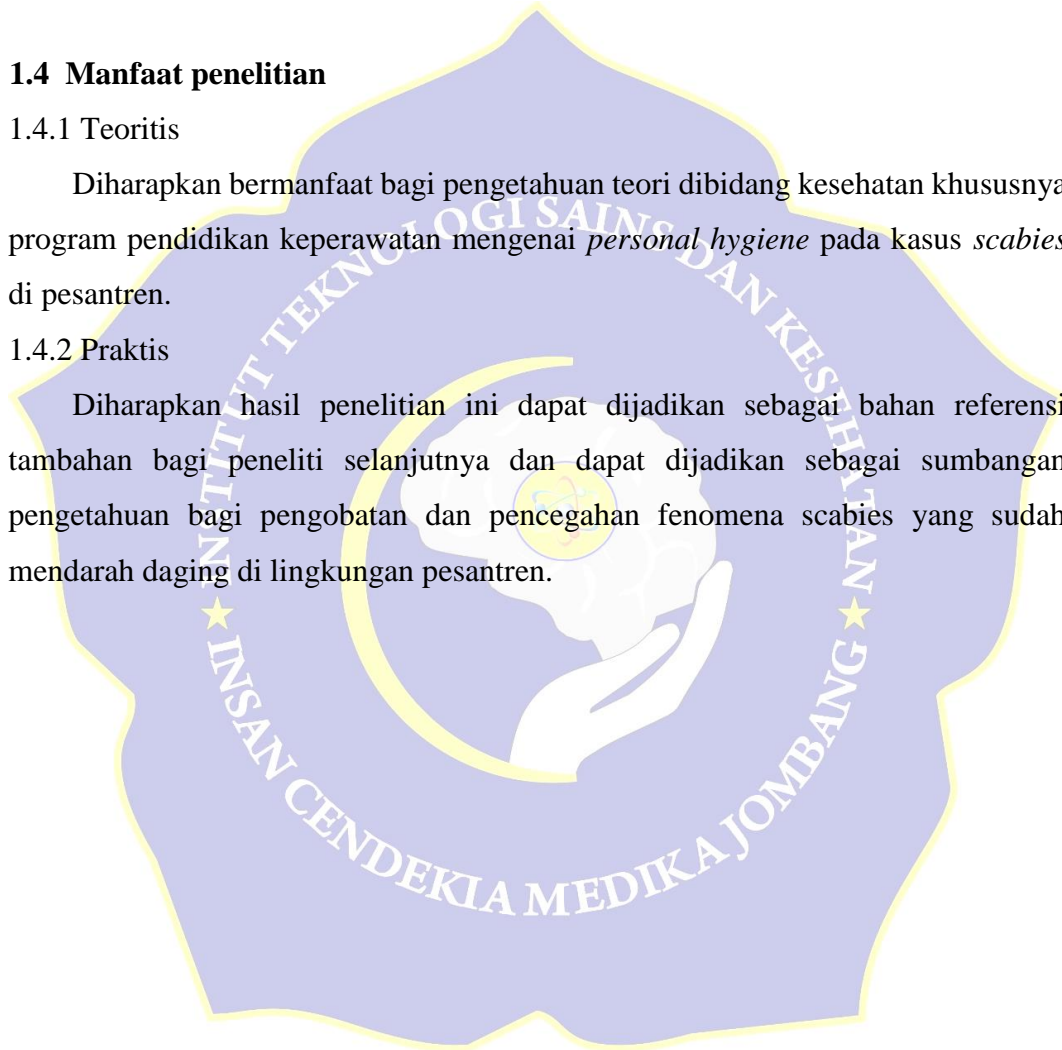 1.4 Manfaat penelitian
1.4.1 Teoritis
Diharapkan bermanfaat bagi pengetahuan teori dibidang kesehatan khususnya
program pendidikan keperawatan mengenai personal hygiene pada kasus scabies
di pesantren.
1.4.2 Praktis
Diharapkan hasil penelitian ini dapat dijadikan sebagai bahan referensi
tambahan bagi peneliti selanjutnya dan dapat dijadikan sebagai sumbangan
pengetahuan bagi pengobatan dan pencegahan fenomena scabies yang sudah
mendarah daging di lingkungan pesantren.
INSTITUT TEKNOLOGI SAINS DAN KESEHATAN
INSAN CENDEKIA MEDIKA JOMBANG